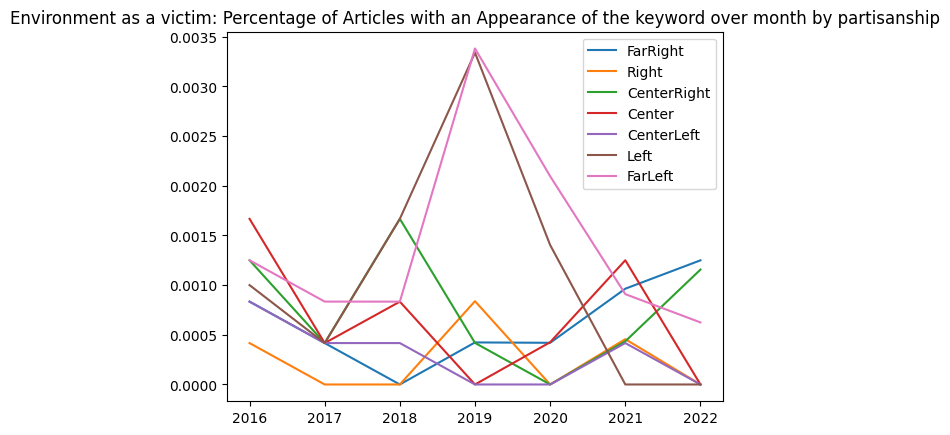 Environment as a victim: Percentage of Articles with an Appearance of the keyword over month by partisanship
0.0035
0.0030
0.0025
0.0020
0.0015
0.0010
0.0005
0.0000
FarRight
Right
CenterRight
Center
CenterLeft
Left
FarLeft
2016 2017 2018 2019 2020 2021 2022